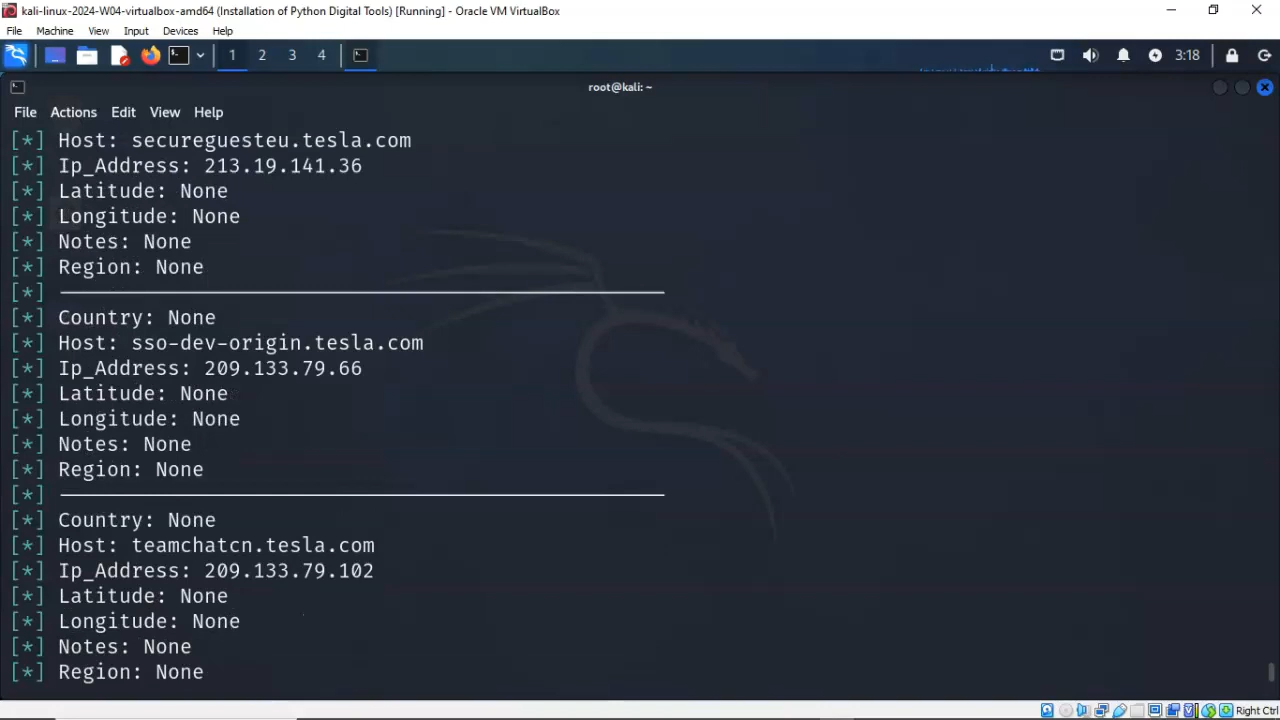 kali-linux-2024-W04-virtualbox-amd64 (Installation of Python Digital Tools) [Running] - Oracle VM VirtualBox
File Machine View Input Devices Help
1 2 3 4 3:18
root@kali: ~
File Actions Edit View Help
[*] Host: secureguesteu.tesla.com
[*] Ip_Address: 213.19.141.36
[*] Latitude: None
[*] Longitude: None
[*] Notes: None
[*] Region: None
[*] ──────────────────────────────────────────────────
[*] Country: None
[*] Host: sso-dev-origin.tesla.com
[*] Ip_Address: 209.133.79.66
[*] Latitude: None
[*] Longitude: None
[*] Notes: None
[*] Region: None
[*] ──────────────────────────────────────────────────
[*] Country: None
[*] Host: teamchatcn.tesla.com
[*] Ip_Address: 209.133.79.102
[*] Latitude: None
[*] Longitude: None
[*] Notes: None
[*] Region: None
Right Ctrl